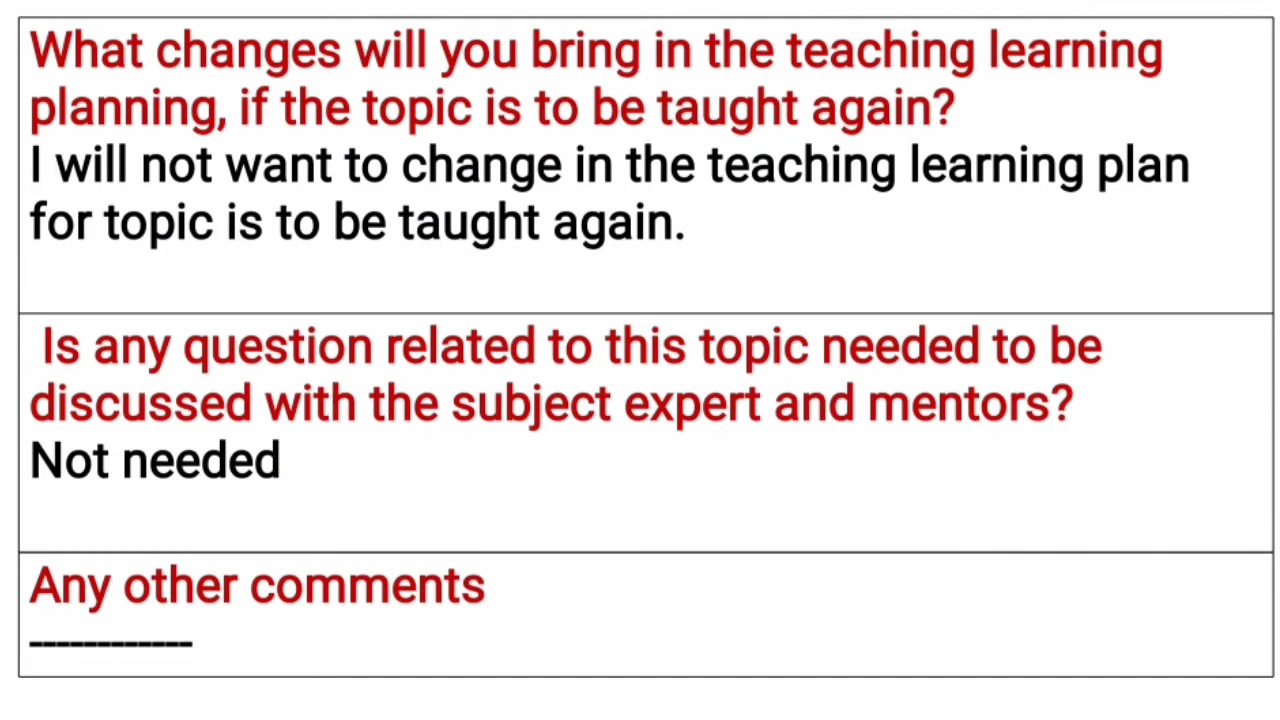 What changes will you bring in the teaching learning
planning, if the topic is to be taught again?
I will not want to change in the teaching learning plan
for topic is to be taught again.
Is any question related to this topic needed to be
discussed with the subject expert and mentors?
Not needed
Any other comments
------------